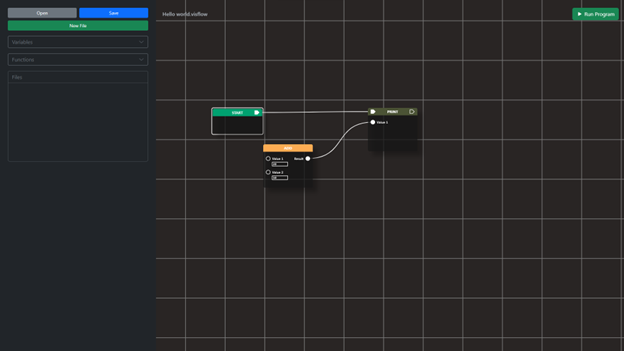 Open
Save
New File
Variables
Functions
Files
Hello world.visflow
Run Program
START
PRINT
Value 1
Value 1
Result
Value 2